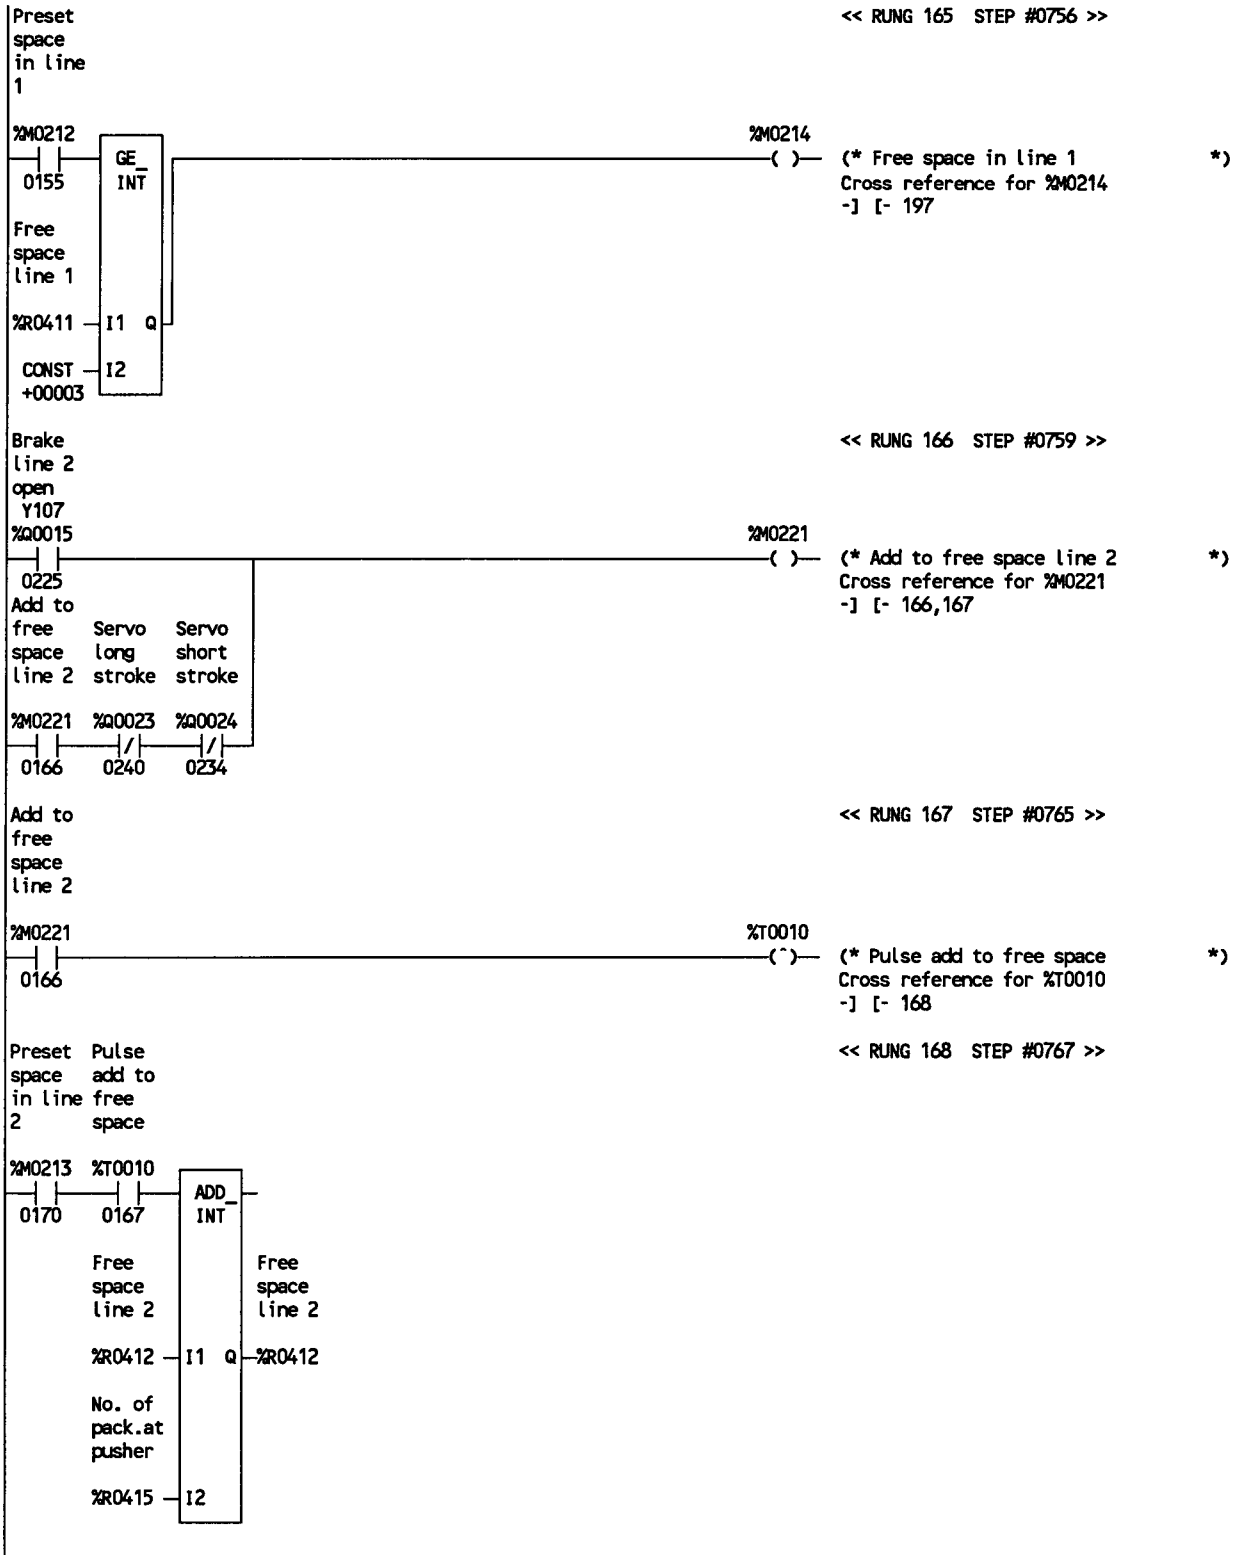 Preset << RUNG 165 STEP #0756 >>
space
in line
1
%M0212 %M0214
GE_ ( ) (* Free space in line 1 *)
0155 INT Cross reference for %M0214
-] [- 197
Free
space
line 1
%R0411 I1 Q
CONST I2
+00003
Brake << RUNG 166 STEP #0759 >>
line 2
open
Y107
%Q0015 %M0221
( ) (* Add to free space line 2 *)
0225 Cross reference for %M0221
Add to -] [- 166,167
free Servo Servo
space long short
line 2 stroke stroke
%M0221 %Q0023 %Q0024
/ /
0166 0240 0234
Add to << RUNG 167 STEP #0765 >>
free
space
line 2
%M0221 %T0010
(^) (* Pulse add to free space *)
0166 Cross reference for %T0010
-] [- 168
Preset Pulse << RUNG 168 STEP #0767 >>
space add to
in line free
2 space
%M0213 %T0010
ADD_
0170 0167 INT
Free Free
space space
line 2 line 2
%R0412 I1 Q %R0412
No. of
pack.at
pusher
%R0415 I2